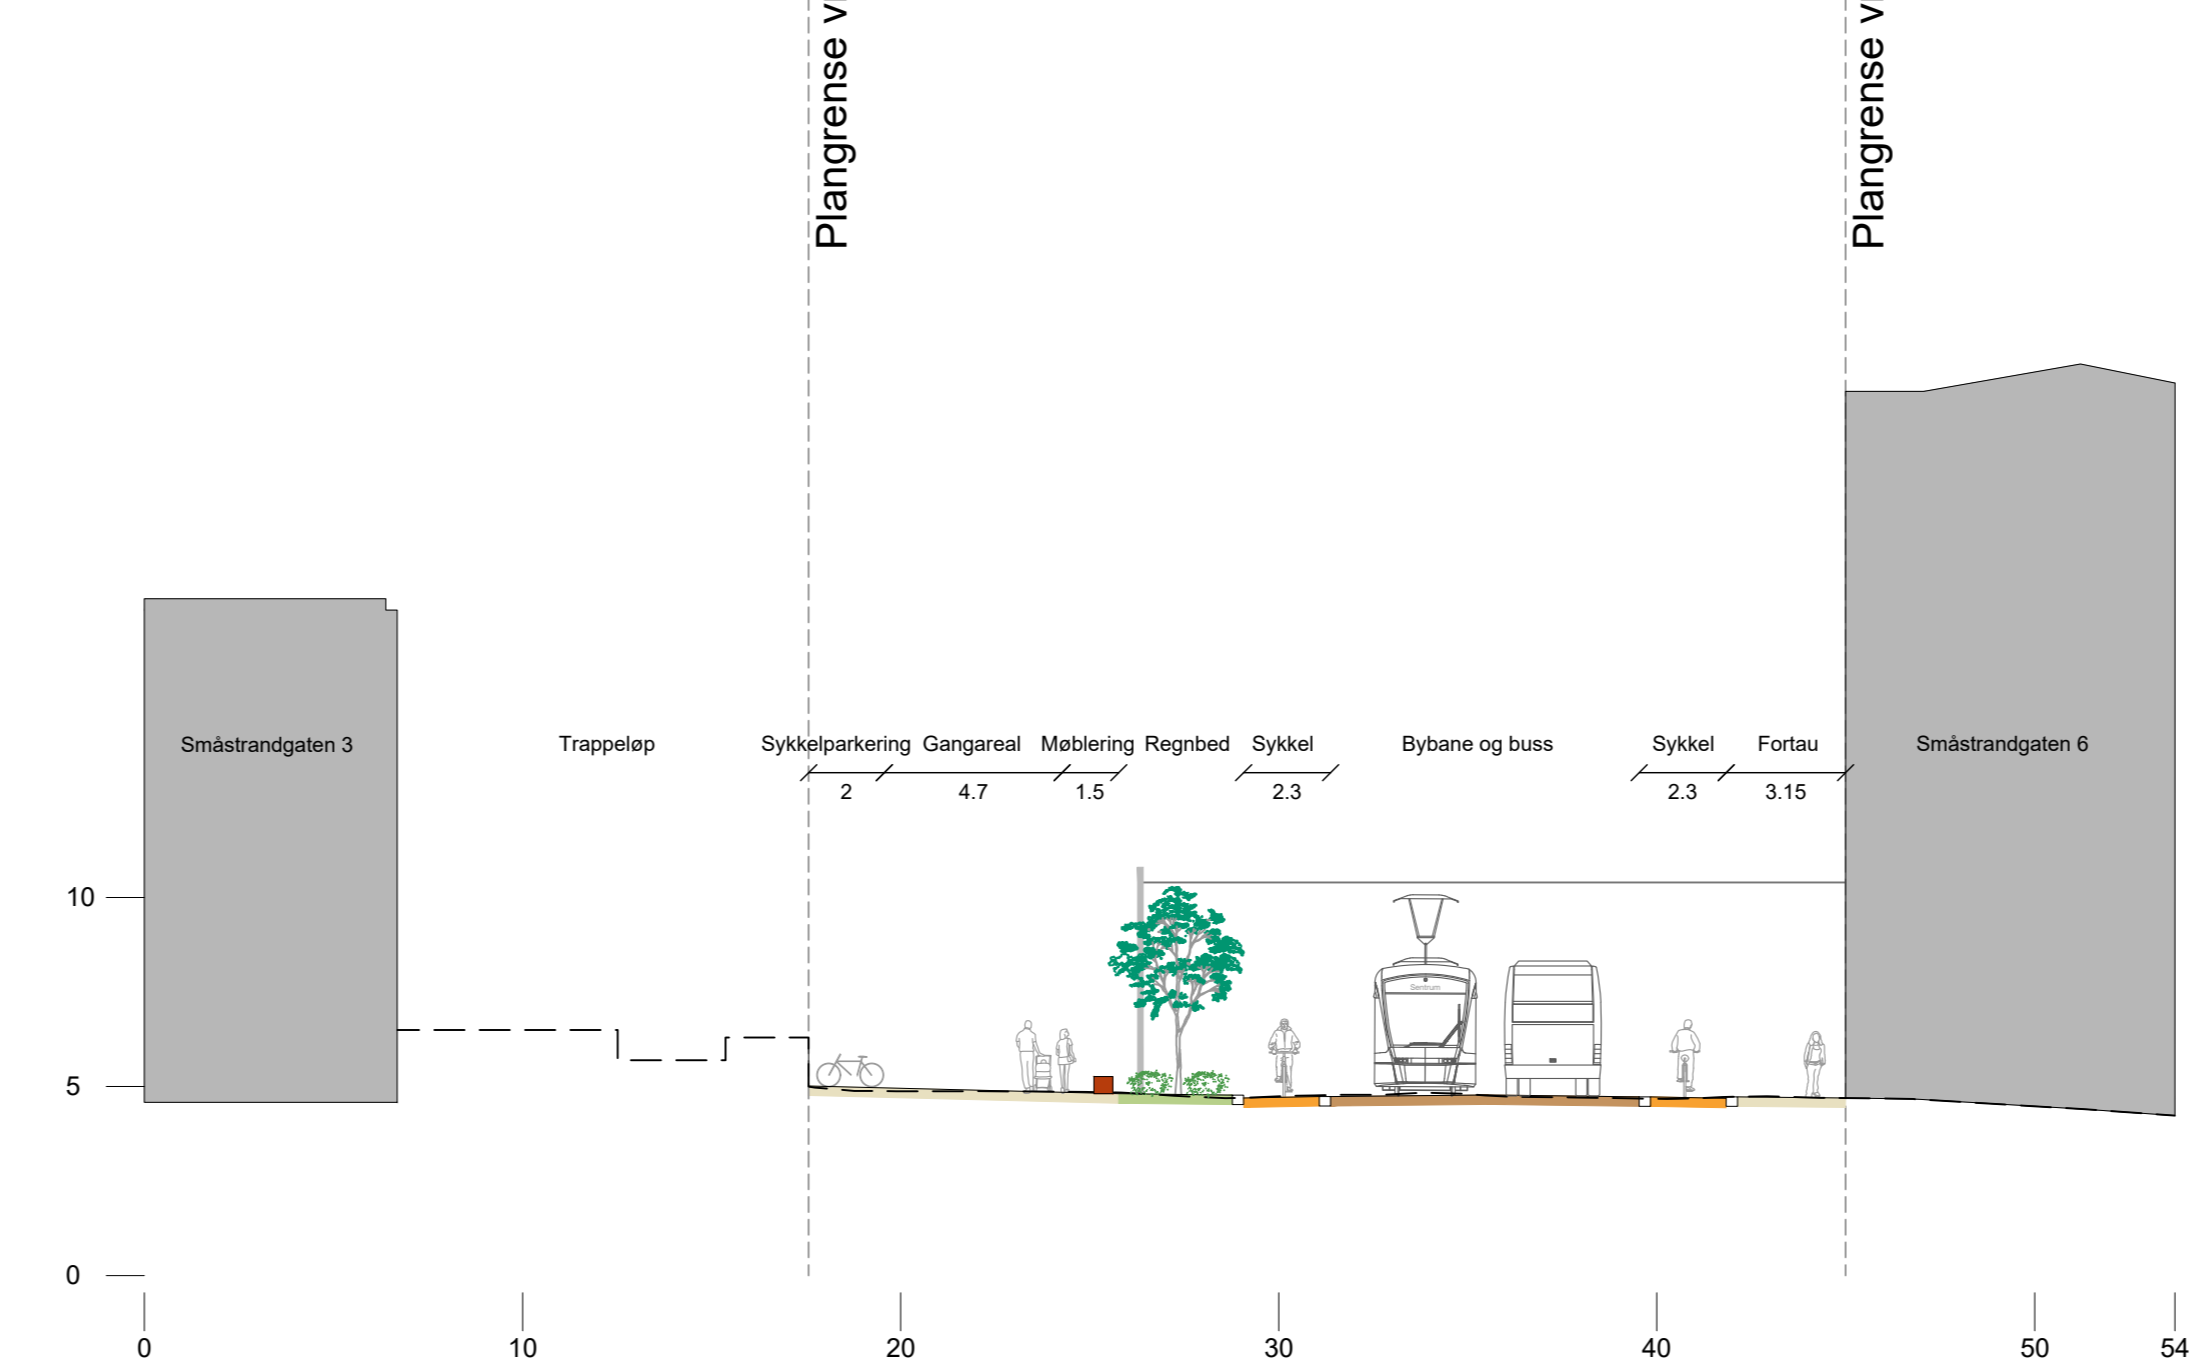 Plangrense
Plangrense
Småstrandgaten 3
Trappeløp
Sykkelparkering
Gangareal
Møblering
Regnbed
Sykkel
Bybane og buss
Sykkel
Fortau
Småstrandgaten 6
2
4.7
1.5
2.3
2.3
3.15
Sentrum
10
5
0
0
10
20
30
40
50
54